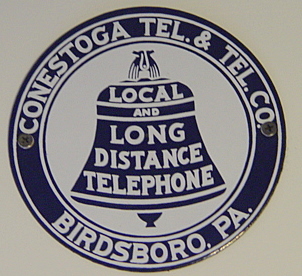 CONESTOGA TEL. & TEL. CO.
LOCAL
AND
LONG
DISTANCE
TELEPHONE
BIRDSBORO, PA.